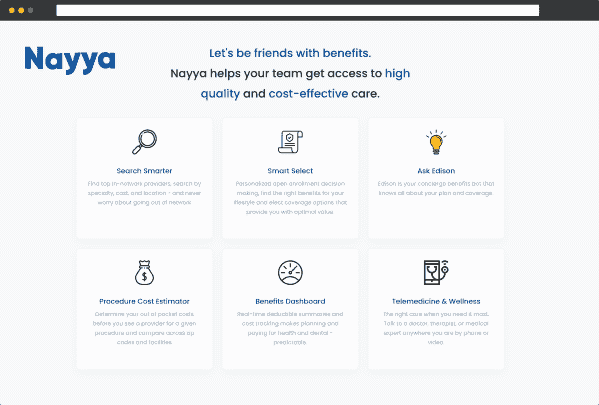 Nayya
Let's be friends with benefits.
Nayya helps your team get access to high
quality and cost-effective care.
Search Smarter
Find top in-network providers, search by
specialty, cost, and location - and never
worry about going out of network
Smart Select
Personalized open enrollment decision
making, find the right benefits for your
lifestyle and elect coverage options that
provide you with optimal value
Ask Edison
Edison is your concierge benefits bot that
knows all about your plan and coverage
Procedure Cost Estimator
Determine your out of pocket costs
before you see a provider for a given
procedure and compare across
codes and facilities.
Benefits Dashboard
Real-time deductible summaries and
cost tracking makes planning and
paying for health and dental -
Telemedicine & Wellness
The right care when you need it most.
Talk to a doctor, therapist, or medical
expert anywhere you are by phone or
video